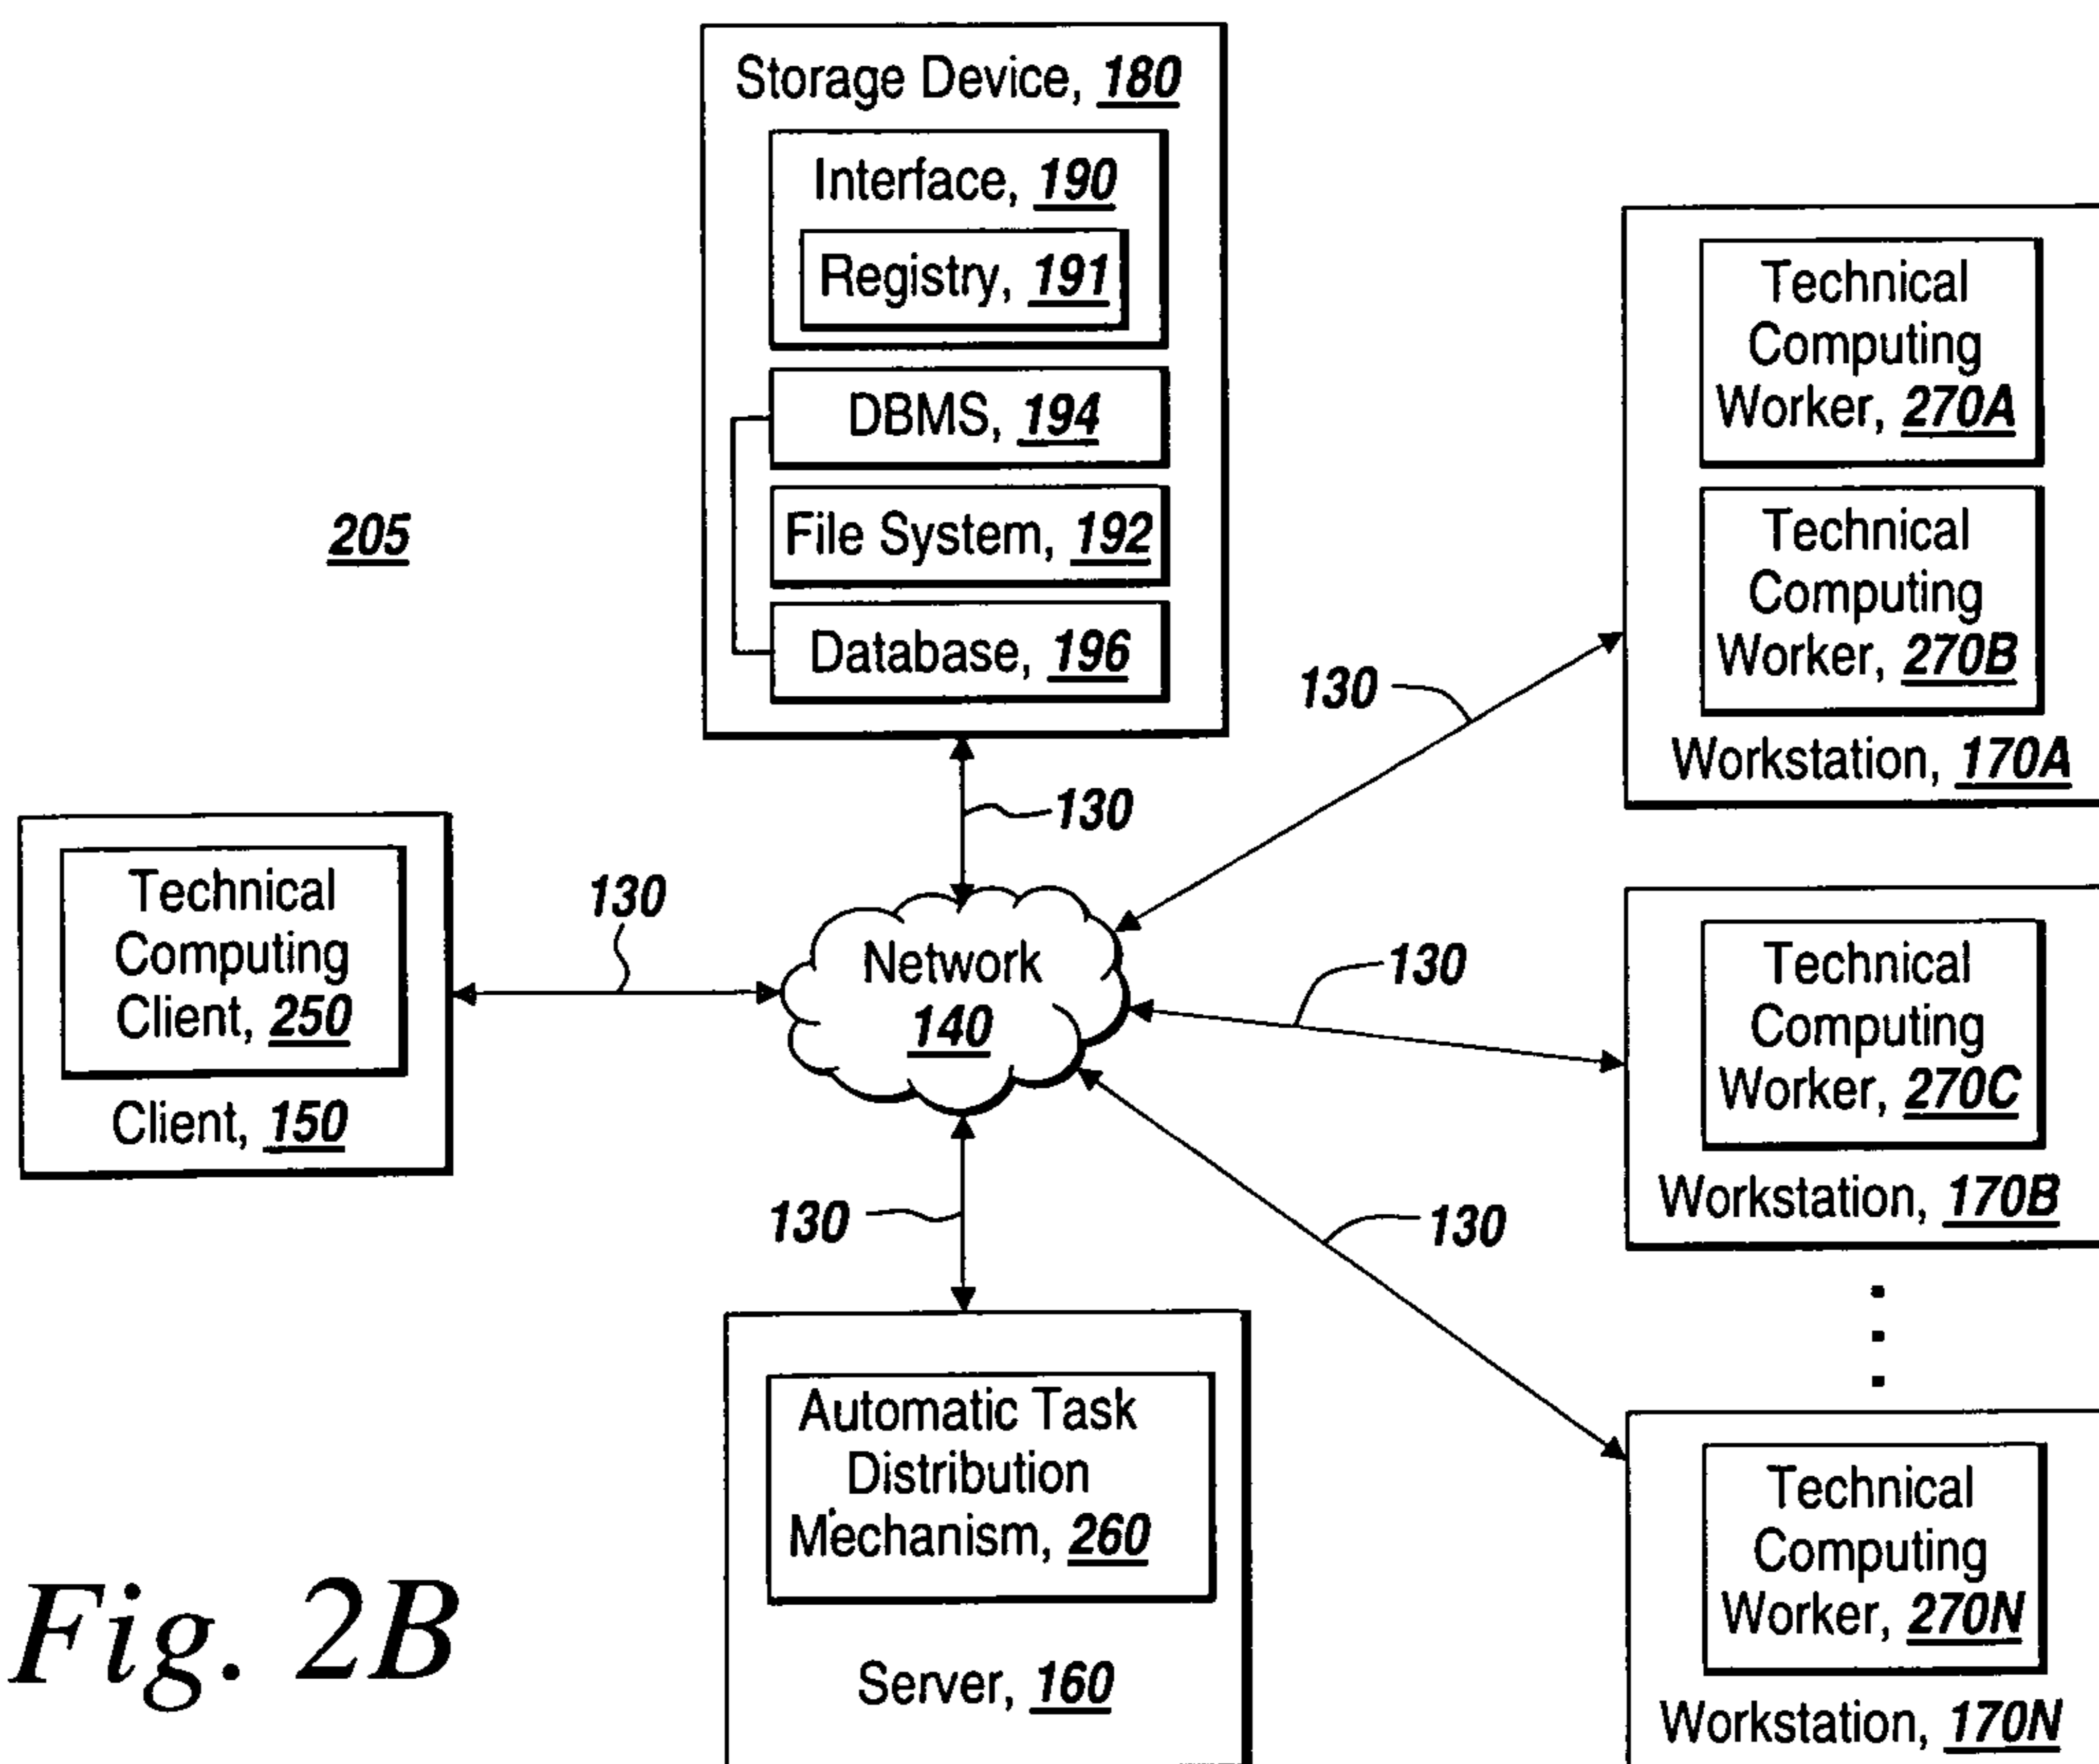 Storage Device, 180
Interface, 190
Registry, 191
DBMS, 194
File System, 192
Database, 196
205
Technical
Computing
Worker, 270A
Technical
Computing
Worker, 270B
Workstation, 170A
130
130
Technical
Computing
Client, 250
Client, 150
130
Network
140
130
Technical
Computing
Worker, 270C
Workstation, 170B
130
130
Automatic Task
Distribution
Mechanism, 260
Server, 160
Technical
Computing
Worker, 270N
Workstation, 170N
Fig. 2B